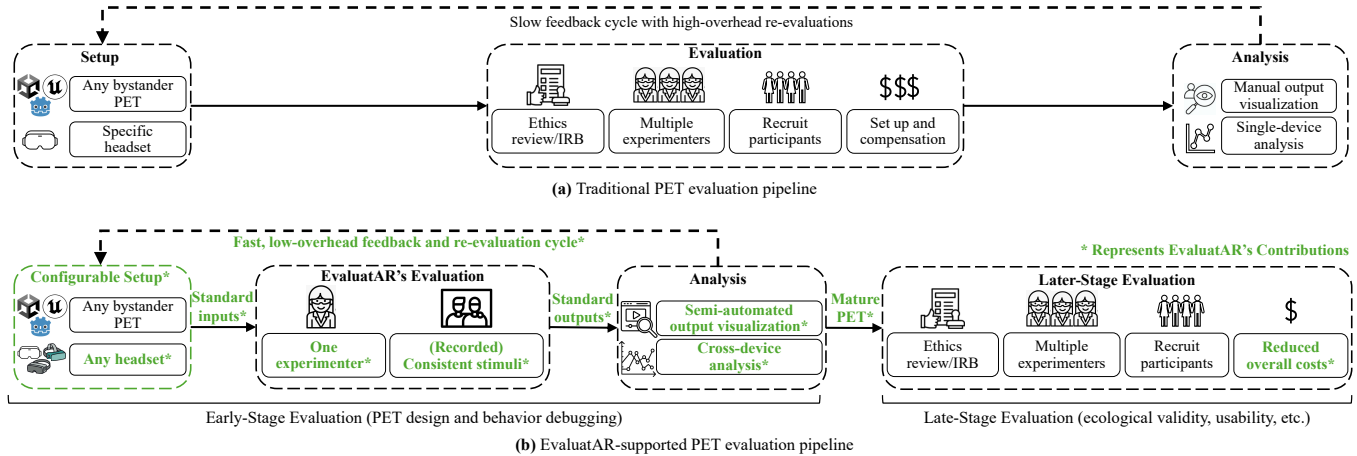 Slow feedback cycle with high-overhead re-evaluations
Setup
Any bystander
PET
Specific
headset
Evaluation
$$$
Ethics
review/IRB
Multiple
experimenters
Recruit
participants
Set up and
compensation
Analysis
Manual output
visualization
Single-device
analysis
(a) Traditional PET evaluation pipeline
Fast, low-overhead feedback and re-evaluation cycle*
* Represents EvaluatAR's Contributions
Configurable Setup*
Any bystander
PET
Any headset*
Standard
inputs*
EvaluatAR's Evaluation
One
experimenter*
(Recorded)
Consistent stimuli*
Standard
outputs*
Analysis
Semi-automated
output visualization*
Cross-device
analysis*
Mature
PET*
Later-Stage Evaluation
$
Ethics
review/IRB
Multiple
experimenters
Recruit
participants
Reduced
overall costs*
Early-Stage Evaluation (PET design and behavior debugging)
Late-Stage Evaluation (ecological validity, usability, etc.)
(b) EvaluatAR-supported PET evaluation pipeline